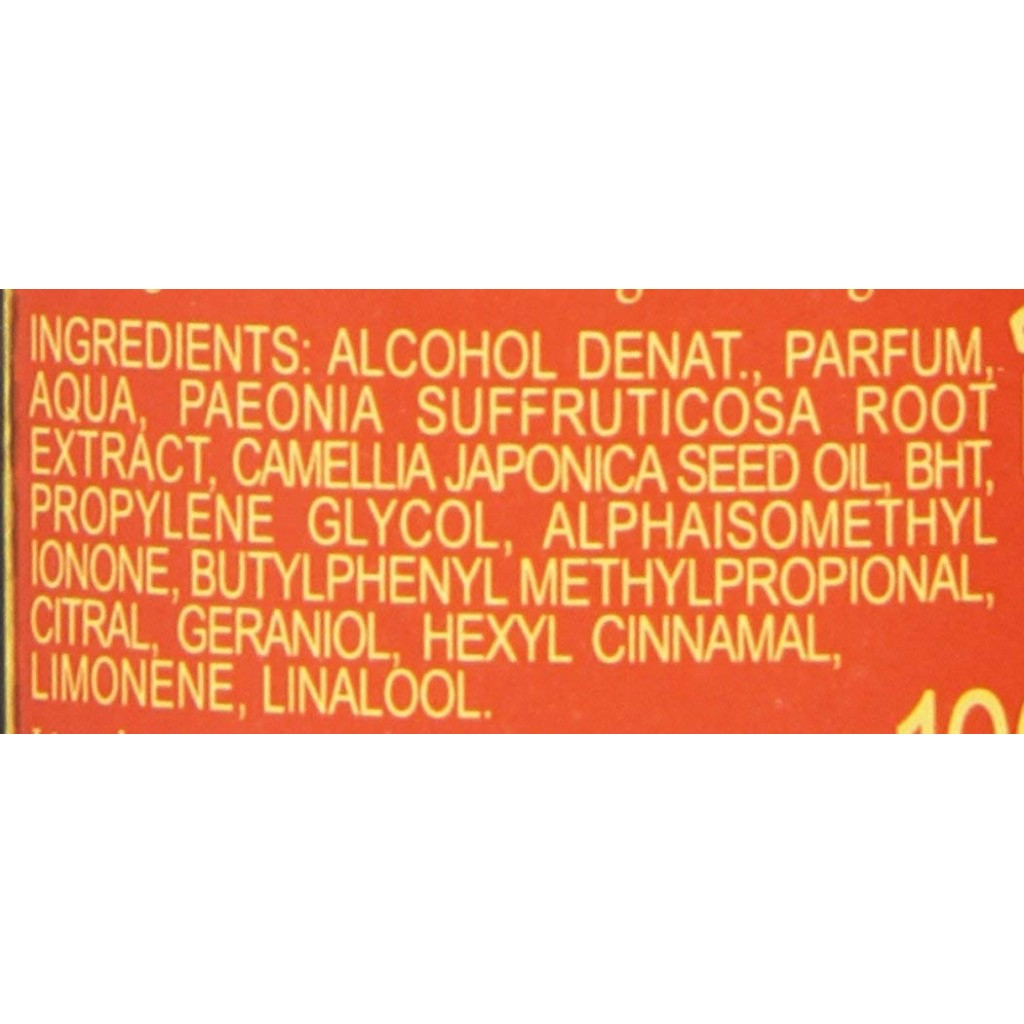 INGREDIENTS: ALCOHOL DENAT., PARFUM,
AQUA, PAEONIA SUFFRUTICOSA ROOT
EXTRACT, CAMELLIA JAPONICA SEED OIL, BHT,
PROPYLENE GLYCOL, ALPHAISOMETHYL
IONONE, BUTYLPHENYL METHYLPROPIONAL,
CITRAL, GERANIOL, HEXYL CINNAMAL,
LIMONENE, LINALOOL.